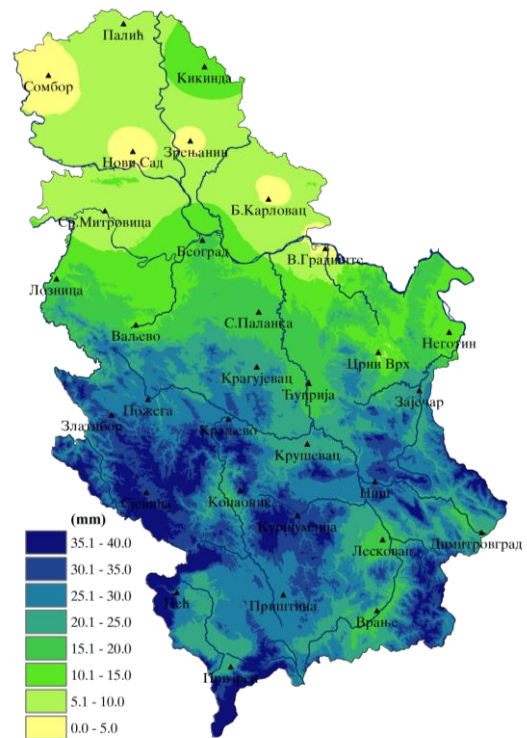 Палић
Кикинда
Сомбор
Зрењанин
Нови Сад
Б.Карловац
Ср.Митровица
Београд
В.Градиште
Лозница
С.Паланка
Ваљево
Неготин
Црни Врх
Крагујевац
Ћуприја
Зајечар
Пожега
Златибор
Краљево
Крушевац
Ниш
Сјеница
Копаоник
Куршумлија
Димитровград
Лесковац
(mm)
35.1 - 40.0
30.1 - 35.0
25.1 - 30.0
20.1 - 25.0
15.1 - 20.0
10.1 - 15.0
5.1 - 10.0
0.0 - 5.0
Пећ
Приштина
Врање
Призрен